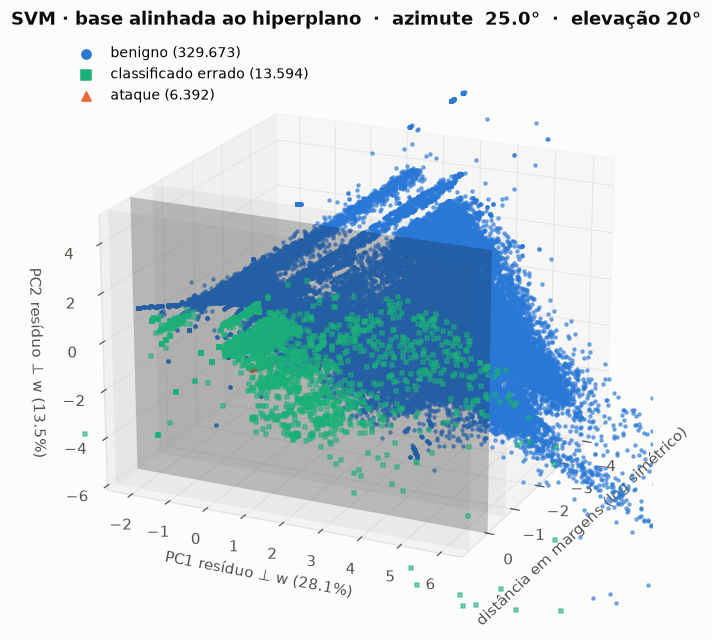 SVM · base alinhada ao hiperplano · azimute 25.0° · elevação 20°
benigno (329.673)
classificado errado (13.594)
ataque (6.392)
4
2
0
−2
−4
−6
PC2 resíduo ⊥ w (13.5%)
−2
−1
0
1
2
3
4
5
6
PC1 resíduo ⊥ w (28.1%)
0
−1
−2
−3
−4
distância em margens (log simétrico)